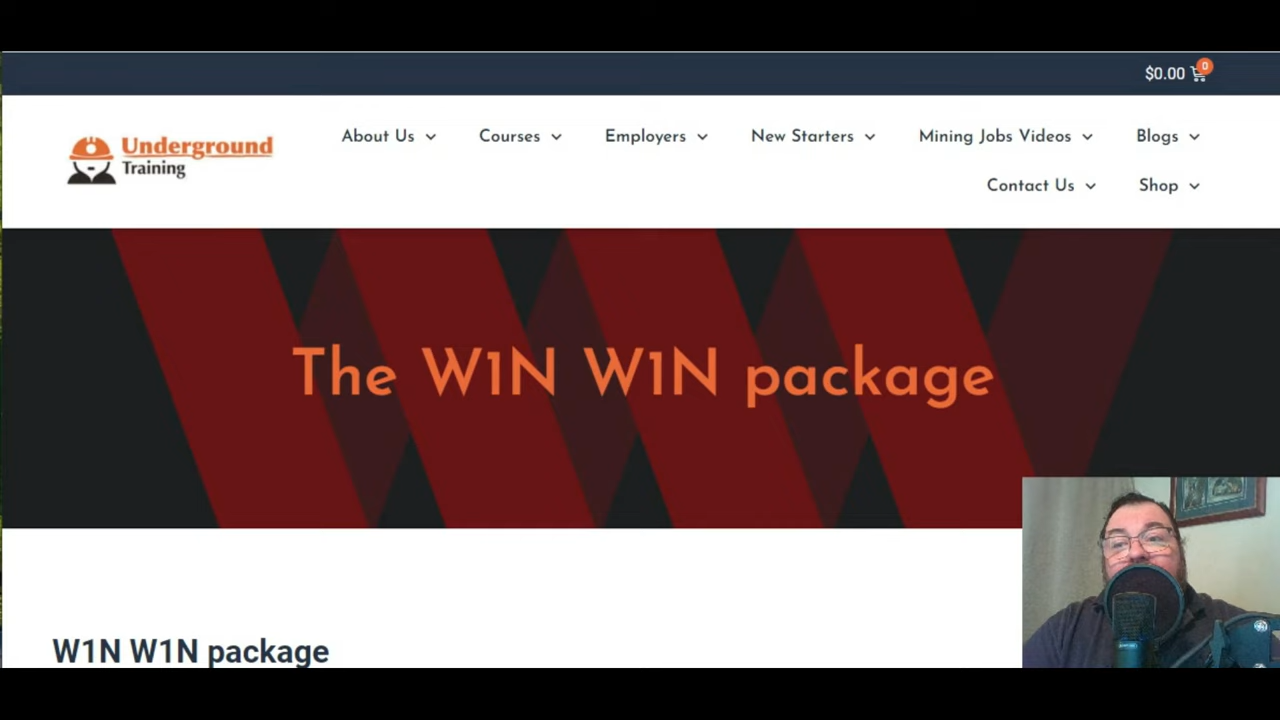 $0.00 0
Underground
Training
About Us
Courses
Employers
New Starters
Mining Jobs Videos
Blogs
Contact Us
Shop
The W1N W1N package
W1N W1N package